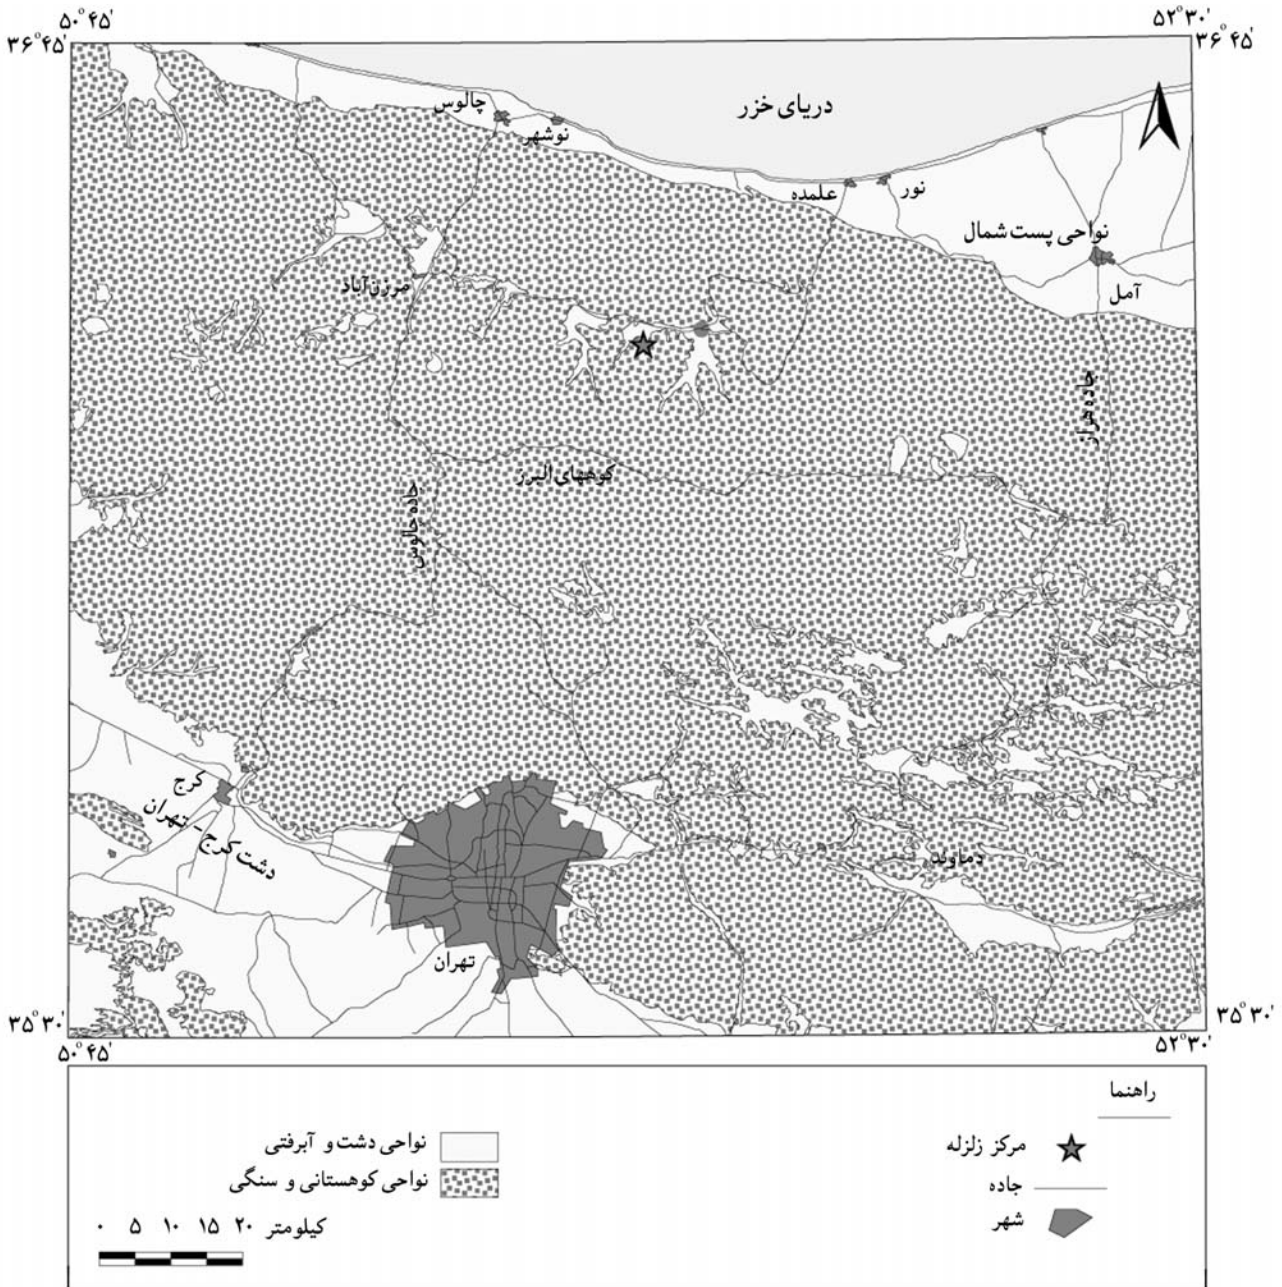 ۵۰°۴۵'
۵۲°۳۰'
۳۶°۴۵'
۳۶°۴۵'
دریای خزر
چالوس
نوشهر
علمده
نور
نواحی پست شمال
آمل
مرزن‌آباد
جاده هراز
کوههای البرز
جاده چالوس
کرج
دشت کرج - تهران
دماوند
تهران
۳۵°۳۰'
۳۵°۳۰'
۵۰°۴۵'
۵۲°۳۰'
راهنما
مرکز زلزله
جاده
شهر
نواحی دشت و آبرفتی
نواحی کوهستانی و سنگی
۰ ۵ ۱۰ ۱۵ ۲۰ کیلومتر